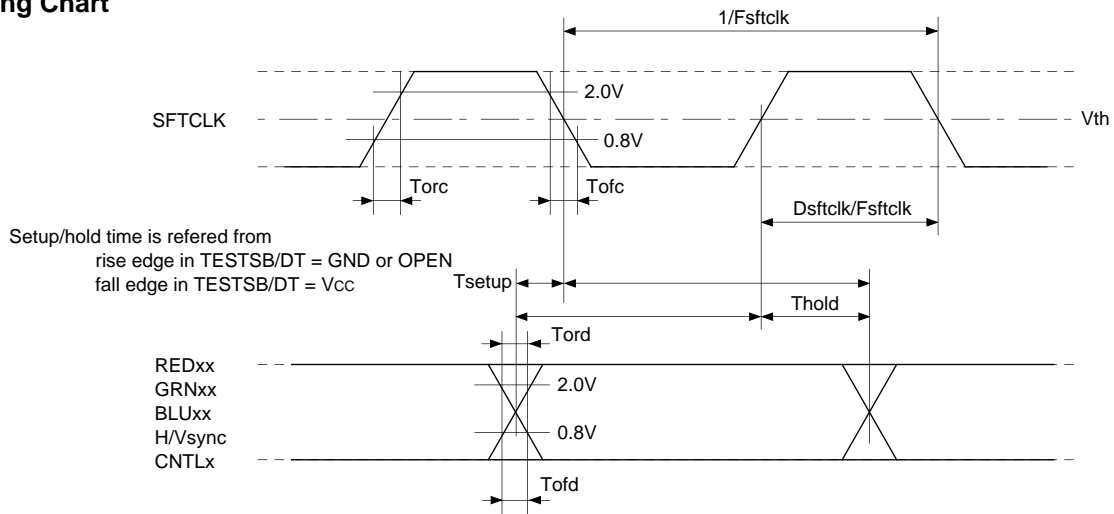 ng Chart
1/Fsftclk
2.0V
SFTCLK
Vth
0.8V
Torc
Tofc
Dsftclk/Fsftclk
Setup/hold time is refered from
rise edge in TESTSB/DT = GND or OPEN
fall edge in TESTSB/DT = VCC
Tsetup
Thold
Tord
REDxx
GRNxx
2.0V
BLUxx
H/Vsync
0.8V
CNTLx
Tofd